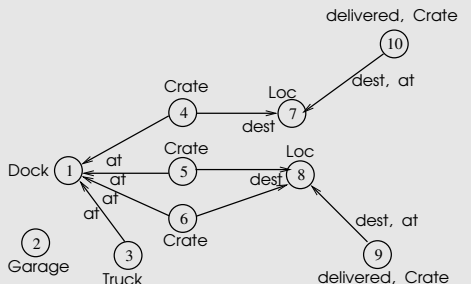 delivered, Crate
10
dest, at
Crate
Loc
4
7
dest
at
Crate
Loc
Dock
1
at
5
dest
8
at
6
at
Crate
dest, at
2
3
9
Garage
Truck
delivered, Crate